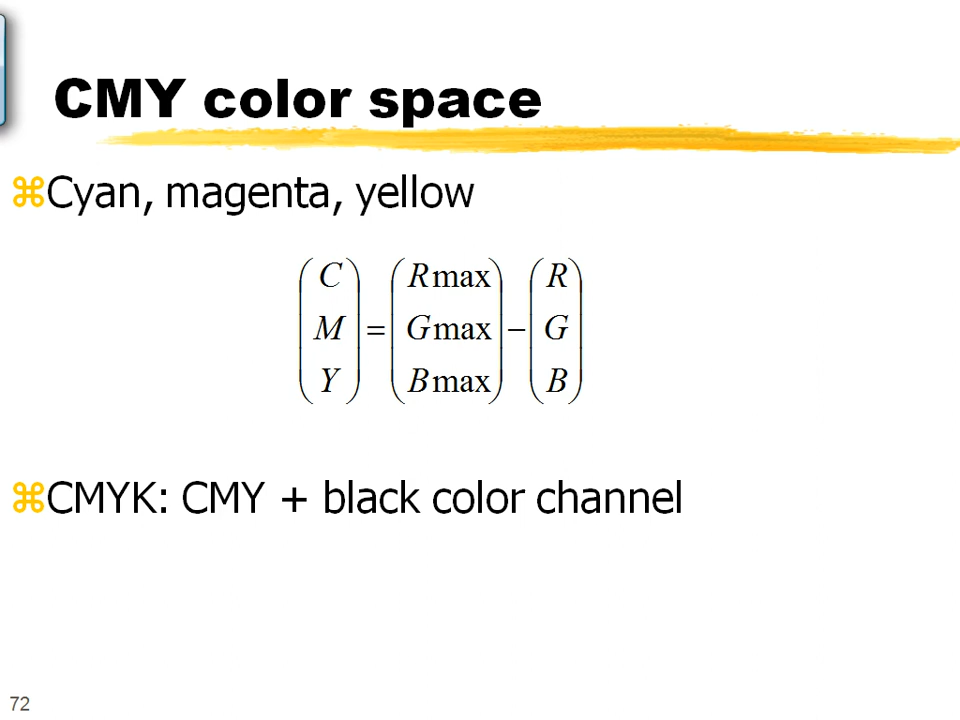 CMY color space
Cyan, magenta, yellow
(C M Y) = (Rmax Gmax Bmax) − (R G B)
CMYK: CMY + black color channel
72